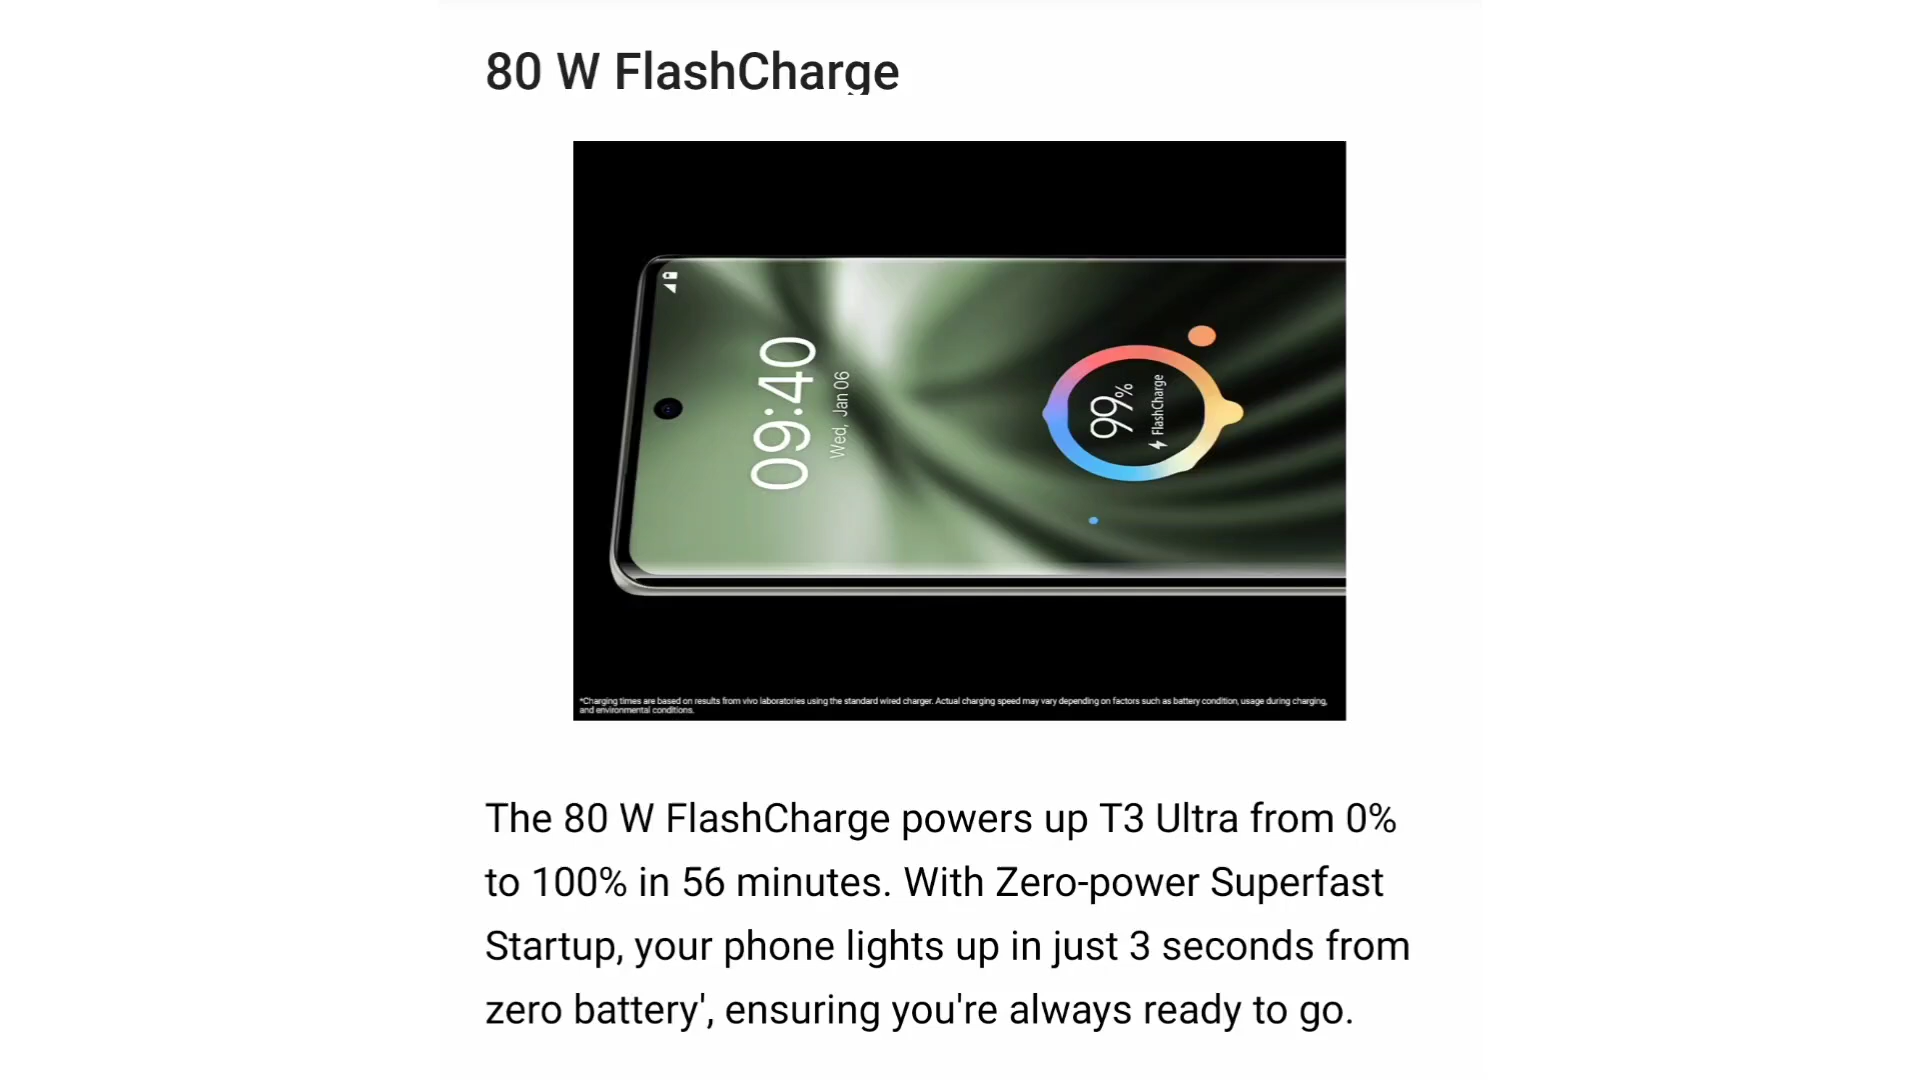 80 W FlashCharge
09:40
Wed, Jan 06
99%
FlashCharge
*Charging times are based on results from vivo laboratories using the standard wired charger. Actual charging speed may vary depending on factors such as battery condition, usage during charging,
and environmental conditions.
The 80 W FlashCharge powers up T3 Ultra from 0%
to 100% in 56 minutes. With Zero-power Superfast
Startup, your phone lights up in just 3 seconds from
zero battery', ensuring you're always ready to go.